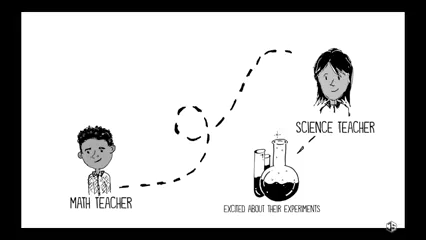 SCIENCE TEACHER
MATH TEACHER
EXCITED ABOUT THEIR EXPERIMENTS